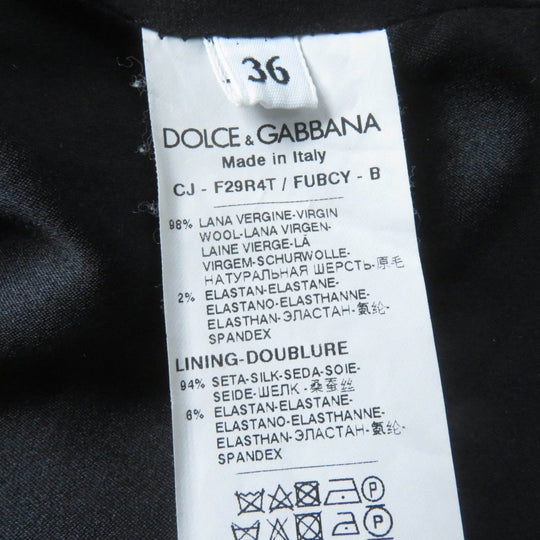 36
DOLCE & GABBANA
Made in Italy
CJ - F29R4T / FUBCY - B
98% LANA VERGINE-VIRGIN
WOOL-LANA VIRGEN-
LAINE VIERGE-LÃ
VIRGEM-SCHURWOLLE-
НАТУРАЛЬНАЯ ШЕРСТЬ-原毛
2% ELASTAN-ELASTANE-
ELASTANO-ELASTHANNE-
ELASTHAN-ЭЛАСТАН-氨纶-
SPANDEX
LINING-DOUBLURE
94% SETA-SILK-SEDA-SOIE-
SEIDE-ШЕЛК-桑蚕丝
6% ELASTAN-ELASTANE-
ELASTANO-ELASTHANNE-
ELASTHAN-ЭЛАСТАН-氨纶-
SPANDEX
P
P